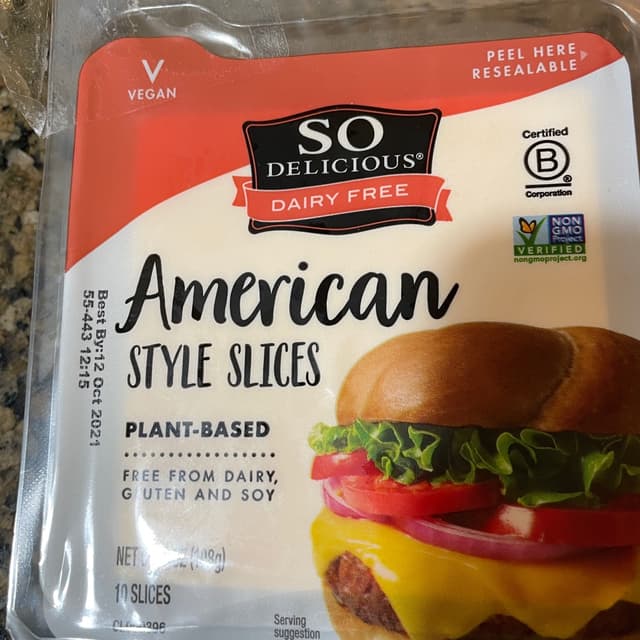 V
VEGAN
PEEL HERE
RESEALABLE
SO
DELICIOUS®
DAIRY FREE
Certified
B
®
Corporation
NON
GMO
Project
VERIFIED
nongmoproject.org
American
STYLE SLICES
Best By:12 Oct 2021
55-443 12:15
PLANT-BASED
FREE FROM DAIRY,
GLUTEN AND SOY
NET
10 SLICES
Serving
suggestion